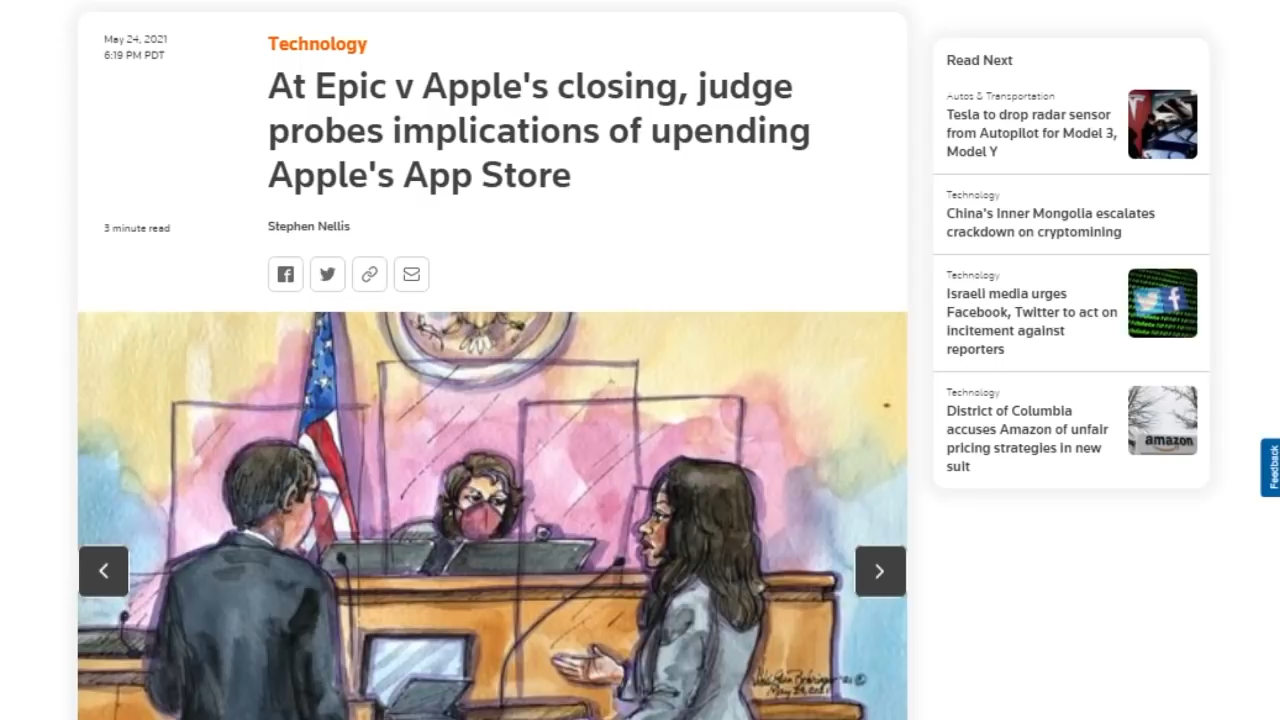 May 24, 2021
6:19 PM PDT
Technology
At Epic v Apple's closing, judge
probes implications of upending
Apple's App Store
3 minute read
Stephen Nellis
Read Next
Autos & Transportation
Tesla to drop radar sensor
from Autopilot for Model 3,
Model Y
Technology
China's Inner Mongolia escalates
crackdown on cryptomining
Technology
Israeli media urges
Facebook, Twitter to act on
incitement against
reporters
Technology
District of Columbia
accuses Amazon of unfair
pricing strategies in new
suit
amazon
Feedback